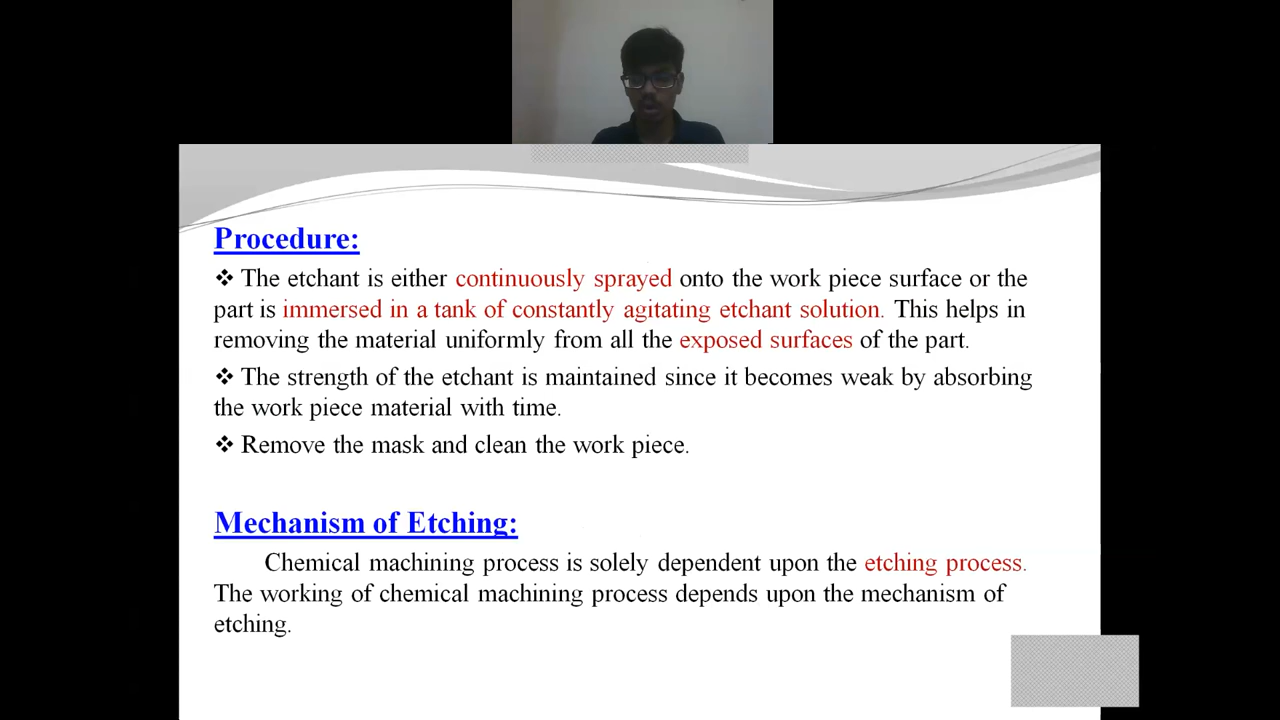 Procedure:
❖ The etchant is either continuously sprayed onto the work piece surface or the
part is immersed in a tank of constantly agitating etchant solution. This helps in
removing the material uniformly from all the exposed surfaces of the part.
❖ The strength of the etchant is maintained since it becomes weak by absorbing
the work piece material with time.
❖ Remove the mask and clean the work piece.
Mechanism of Etching:
Chemical machining process is solely dependent upon the etching process.
The working of chemical machining process depends upon the mechanism of
etching.